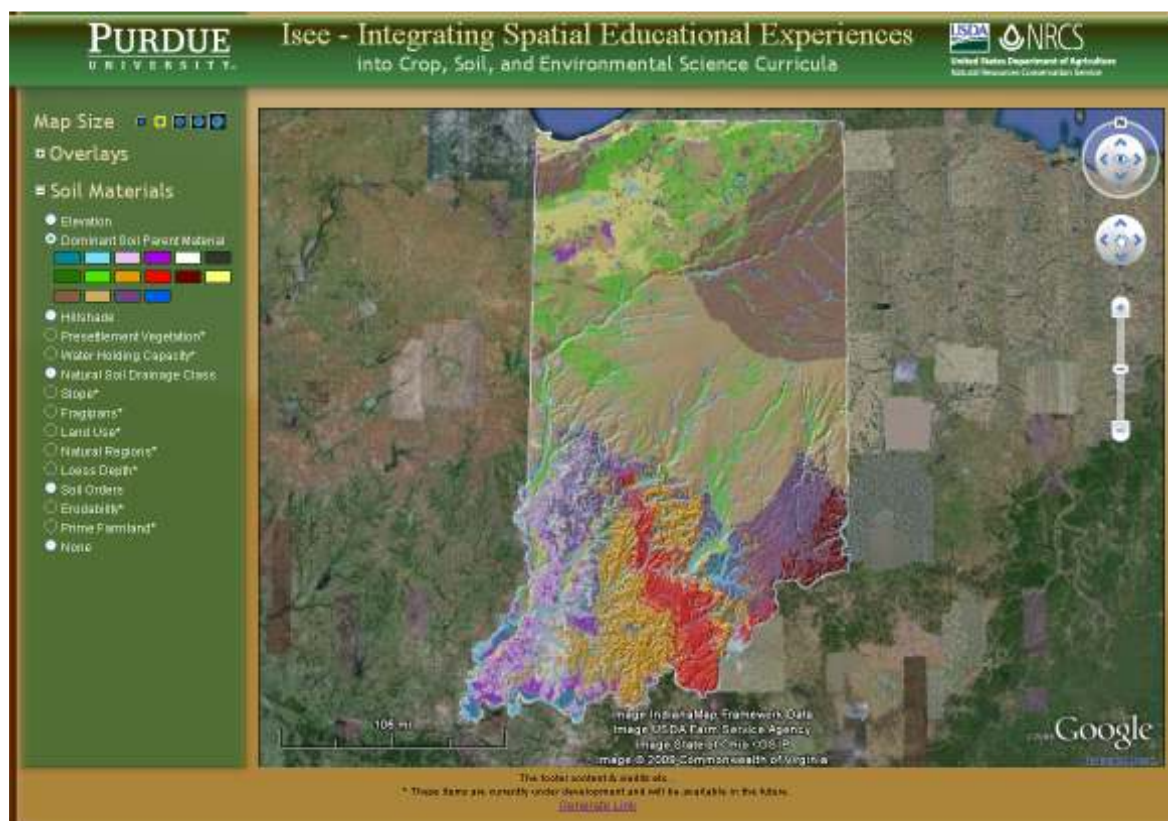 PURDUE
UNIVERSITY.
Isee - Integrating Spatial Educational Experiences
into Crop, Soil, and Environmental Science Curricula
USDA NRCS
United States Department of Agriculture
Natural Resources Conservation Service
Map Size
Overlays
Soil Materials
Elevation
Dominant Soil Parent Material
Hillshade
Presettlement Vegetation*
Water Holding Capacity*
Natural Soil Drainage Class
Slope*
Fragipans*
Land Use*
Natural Regions*
Loess Depth*
Soil Orders
Erodability*
Prime Farmland*
None
N
106 mi
Image IndianaMap Framework Data
Image USDA Farm Service Agency
Image State of Ohio / OSIP
Image © 2009 Commonwealth of Virginia
Google
The footer content & credits etc...
* These items are currently under development and will be available in the future.
Generate Link